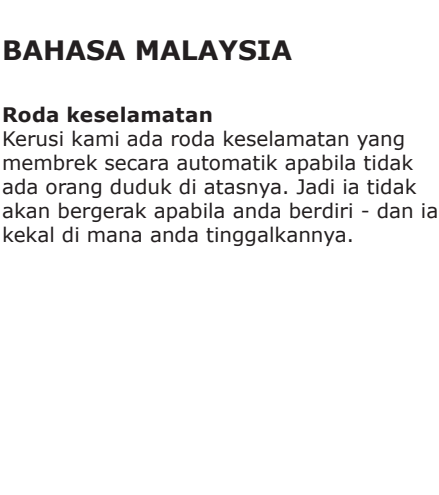 BAHASA MALAYSIA
Roda keselamatan
Kerusi kami ada roda keselamatan yang
membrek secara automatik apabila tidak
ada orang duduk di atasnya. Jadi ia tidak
akan bergerak apabila anda berdiri - dan ia
kekal di mana anda tinggalkannya.